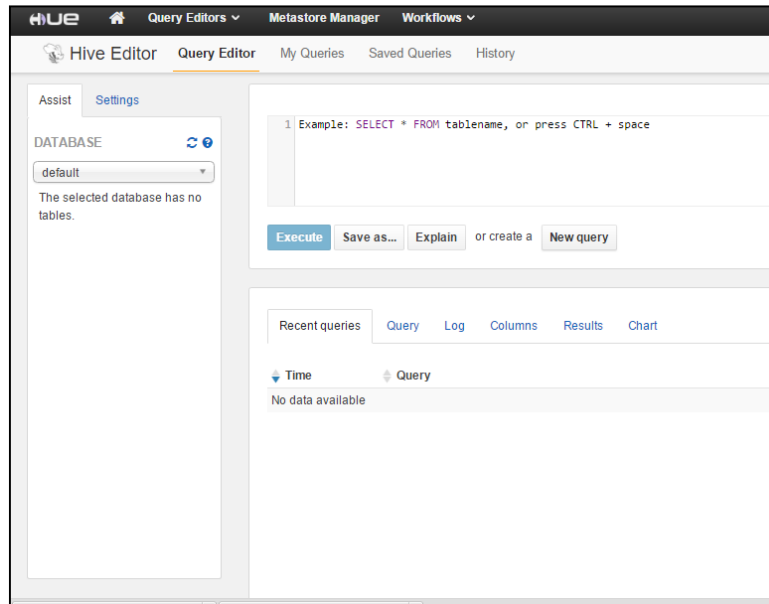 HUE Query Editors Metastore Manager Workflows
Hive Editor Query Editor My Queries Saved Queries History
Assist Settings
DATABASE
default
The selected database has no
tables.
1 Example: SELECT * FROM tablename, or press CTRL + space
Execute Save as... Explain or create a New query
Recent queries Query Log Columns Results Chart
Time Query
No data available